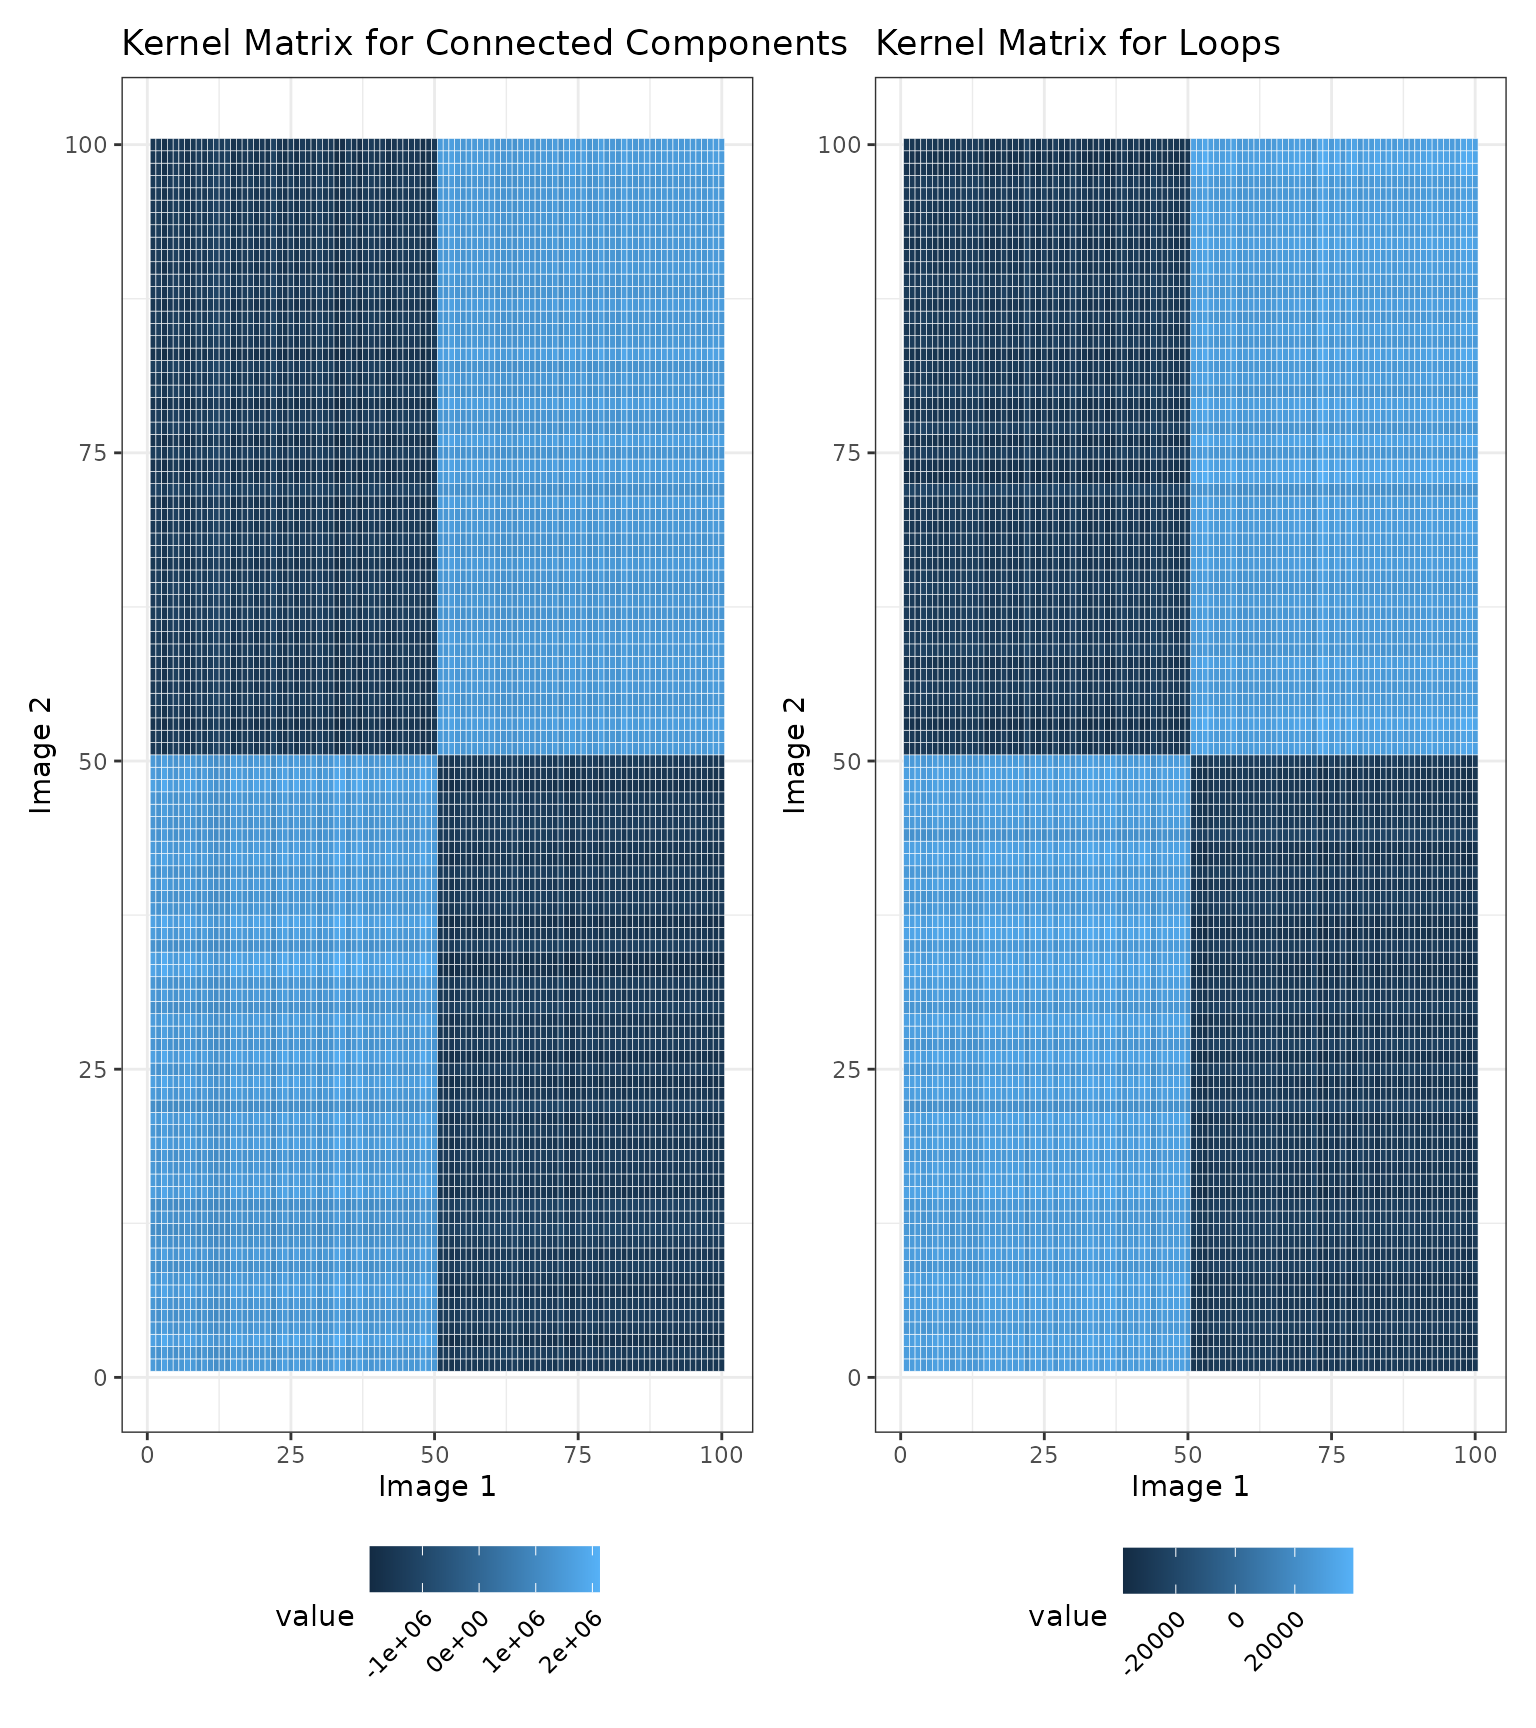 Kernel Matrix for Connected Components
100
75
50
25
0
Image 2
0 25 50 75 100
Image 1
value
-1e+06 0e+00 1e+06 2e+06
Kernel Matrix for Loops
100
75
50
25
0
Image 2
0 25 50 75 100
Image 1
value
-20000 0 20000